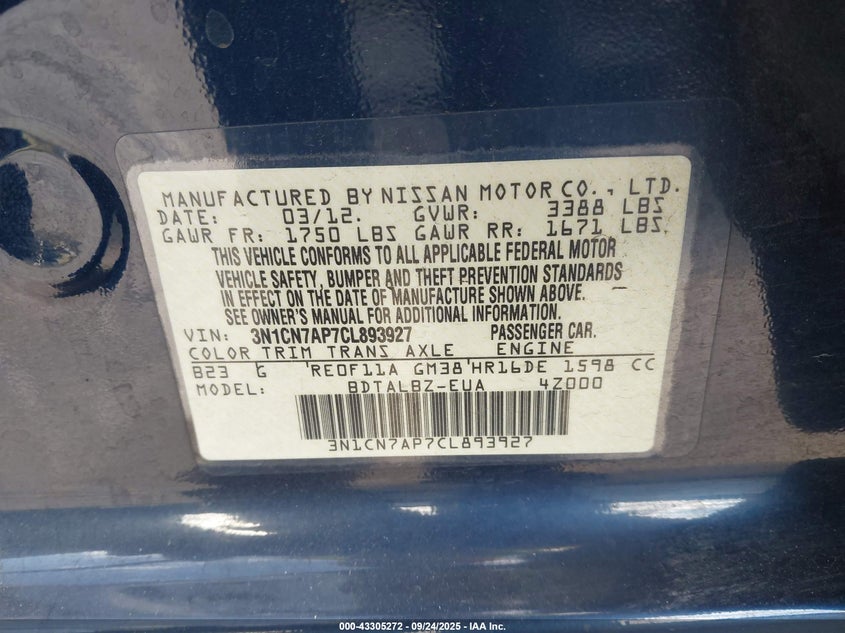 MANUFACTURED BY NISSAN MOTOR CO., LTD.
DATE: 03/12. GVWR: 3388 LBS
GAWR FR: 1750 LBS GAWR RR: 1671 LBS.
THIS VEHICLE CONFORMS TO ALL APPLICABLE FEDERAL MOTOR
VEHICLE SAFETY, BUMPER AND THEFT PREVENTION STANDARDS
IN EFFECT ON THE DATE OF MANUFACTURE SHOWN ABOVE.
SEE OWNER'S MANUAL FOR ADDITIONAL INFORMATION.
VIN: 3N1CN7AP7CL893927 PASSENGER CAR.
COLOR TRIM TRANS AXLE ENGINE
B23 G RE0F11A GM38 HR16DE 1598 CC
MODEL: BDTALBZ-EUA 4Z000
3N1CN7AP7CL893927
000-43305272 - 09/24/2025 - IAA Inc.